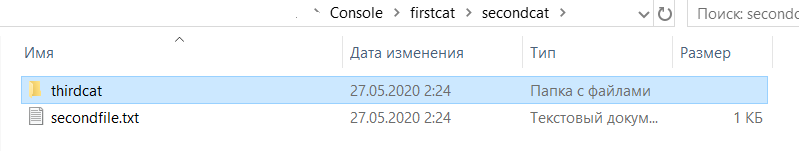 Console > firstcat > secondcat > Поиск: secondc
Имя Дата изменения Тип Размер
thirdcat 27.05.2020 2:24 Папка с файлами
secondfile.txt 27.05.2020 2:24 Текстовый докум... 1 КБ